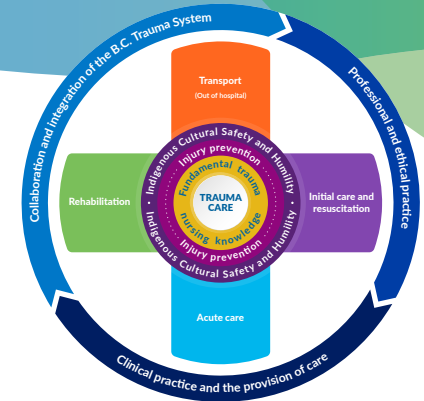 Collaboration and integration of the B.C. Trauma System
Professional and ethical practice
Clinical practice and the provision of care
Transport
(Out of hospital)
Rehabilitation
Initial care and
resuscitation
Acute care
Indigenous Cultural Safety and Humility
Injury prevention
Fundamental trauma
TRAUMA
CARE
nursing knowledge
Injury prevention
Indigenous Cultural Safety and Humility